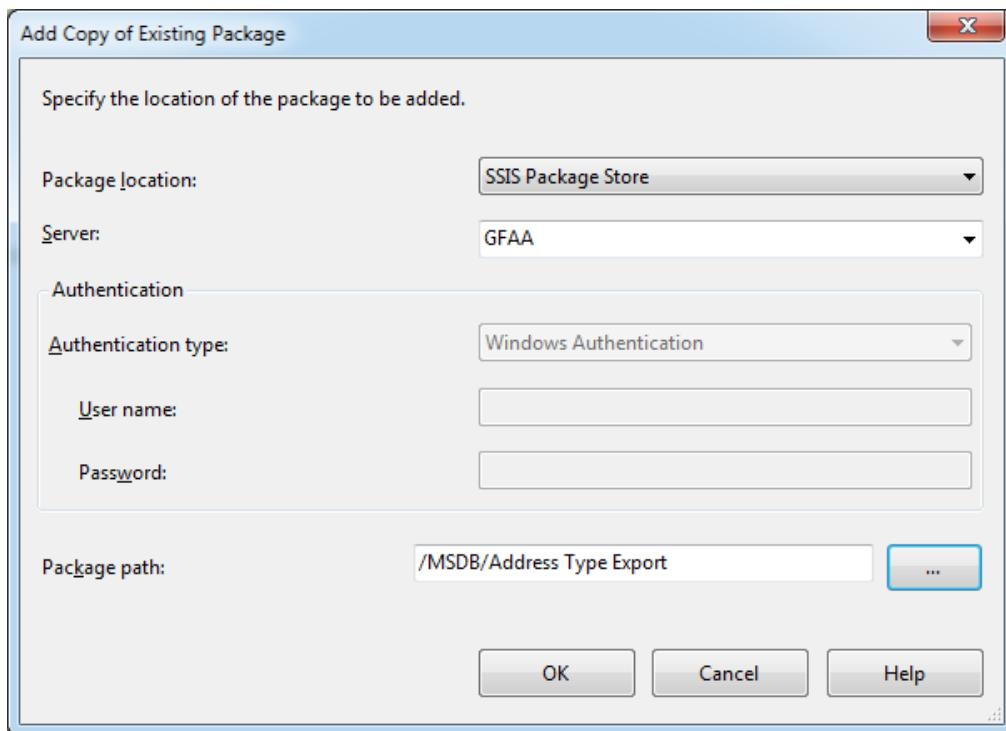 Add Copy of Existing Package
Specify the location of the package to be added.
Package location: SSIS Package Store
Server: GFAA
Authentication
Authentication type: Windows Authentication
User name:
Password:
Package path: /MSDB/Address Type Export ...
OK Cancel Help